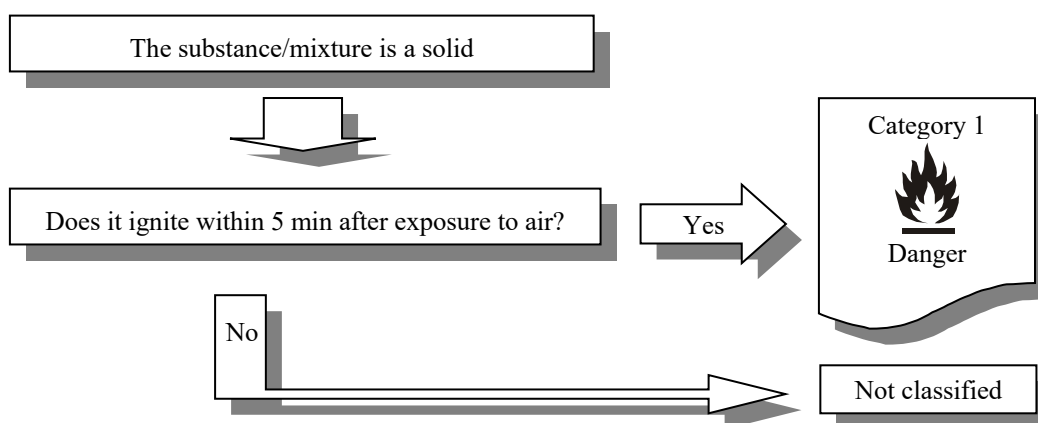 The substance/mixture is a solid
Does it ignite within 5 min after exposure to air?
Yes
Category 1
Danger
No
Not classified